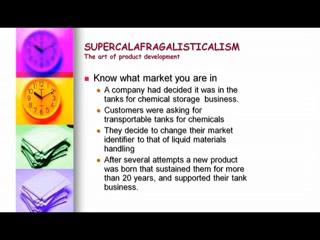 SUPERCALAFRAGALISTICALISM
The art of product development
Know what market you are in
A company had decided it was in the
tanks for chemical storage business.
Customers were asking for
transportable tanks for chemicals
They decide to change their market
identifier to that of liquid materials
handling
After several attempts a new product
was born that sustained them for more
than 20 years, and supported their tank
business.